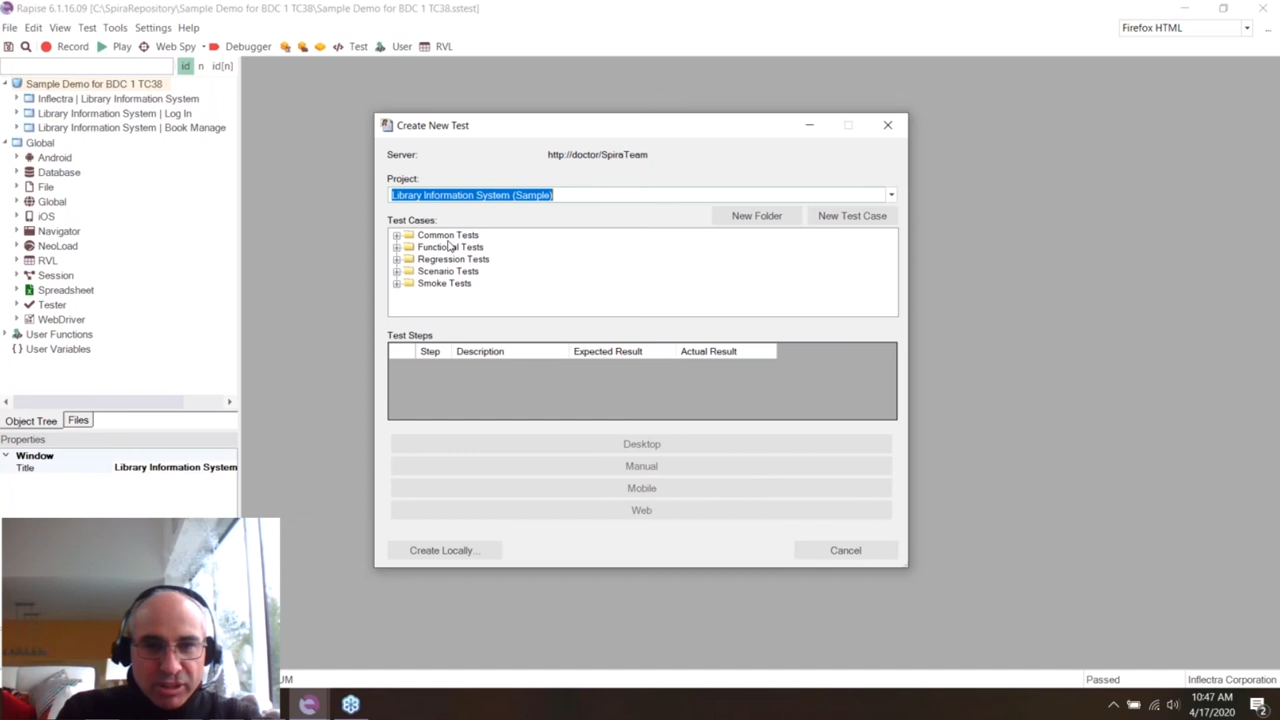 Rapise 6.1.16.09 [C:\SpiraRepository\Sample Demo for BDC 1 TC38\Sample Demo for BDC 1 TC38.sstest]
File Edit View Test Tools Settings Help
Firefox HTML
...
Record Play Web Spy Debugger Test User RVL
id n id[n]
Sample Demo for BDC 1 TC38
Inflectra | Library Information System
Library Information System | Log In
Library Information System | Book Manage
Global
Android
Database
File
Global
iOS
Navigator
NeoLoad
RVL
Session
Spreadsheet
Tester
WebDriver
User Functions
{ } User Variables
Object Tree Files
Properties
Window
Title Library Information System
Create New Test
Server: http://doctor/SpiraTeam
Project:
Library Information System (Sample)
Test Cases:
New Folder New Test Case
Common Tests
Functional Tests
Regression Tests
Scenario Tests
Smoke Tests
Test Steps
Step Description Expected Result Actual Result
Desktop
Manual
Mobile
Web
Create Locally... Cancel
UM Passed Inflectra Corporation
10:47 AM
4/17/2020
2